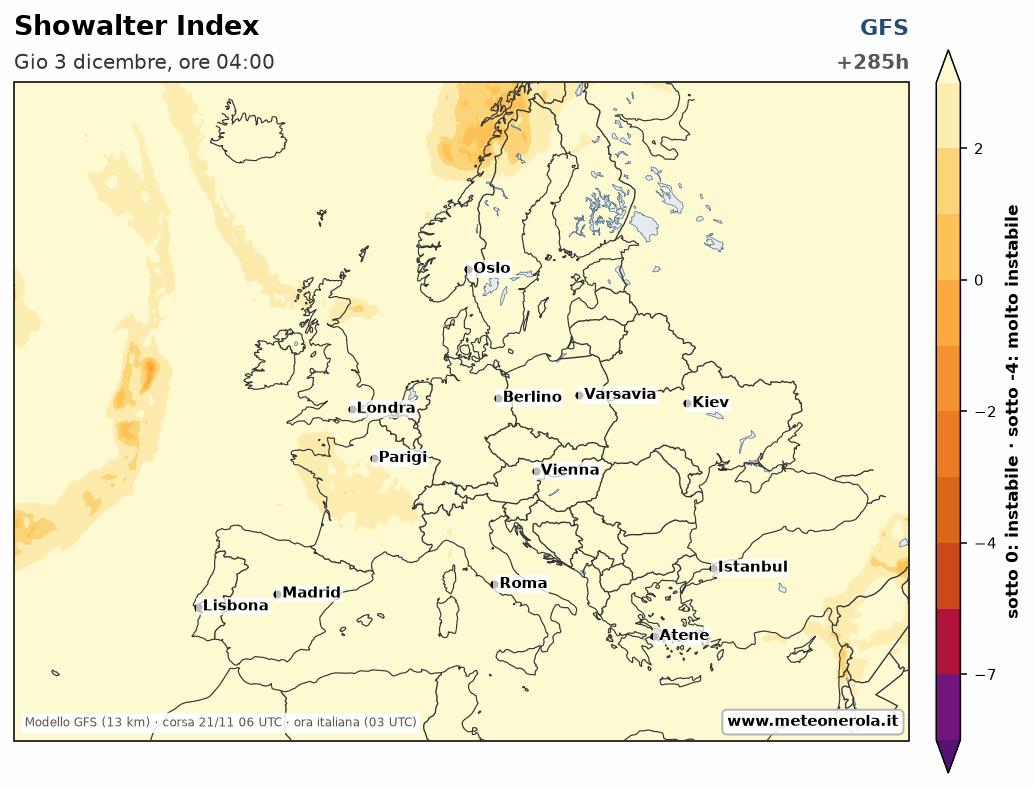 Showalter Index
GFS
Gio 3 dicembre, ore 04:00
+285h
Oslo
Berlino
Varsavia
Kiev
Londra
Parigi
Vienna
Istanbul
Roma
Madrid
Lisbona
Atene
Modello GFS (13 km) · corsa 21/11 06 UTC · ora italiana (03 UTC)
www.meteonerola.it
2
0
−2
−4
−7
sotto 0: instabile · sotto -4: molto instabile